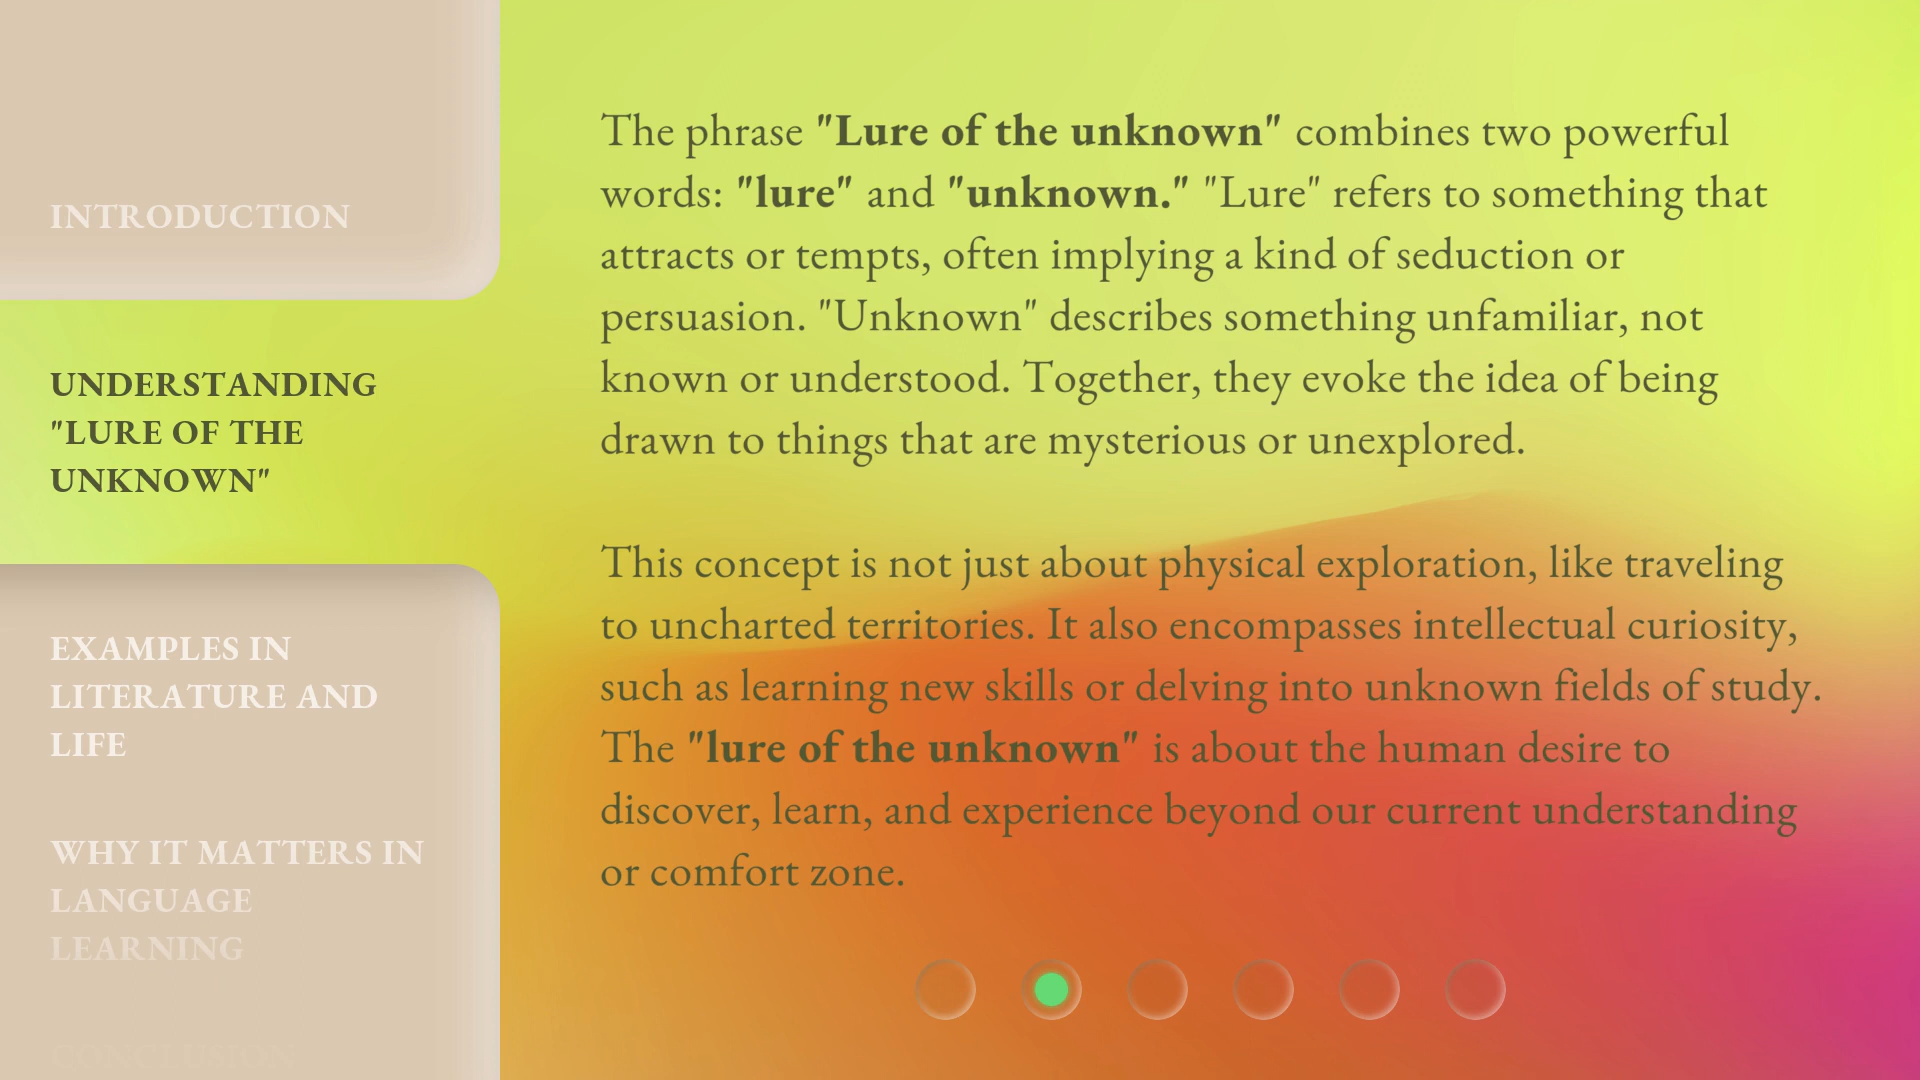 INTRODUCTION
UNDERSTANDING
"LURE OF THE
UNKNOWN"
EXAMPLES IN
LITERATURE AND
LIFE
WHY IT MATTERS IN
LANGUAGE
LEARNING
CONCLUSION
The phrase "Lure of the unknown" combines two powerful
words: "lure" and "unknown." "Lure" refers to something that
attracts or tempts, often implying a kind of seduction or
persuasion. "Unknown" describes something unfamiliar, not
known or understood. Together, they evoke the idea of being
drawn to things that are mysterious or unexplored.
This concept is not just about physical exploration, like traveling
to uncharted territories. It also encompasses intellectual curiosity,
such as learning new skills or delving into unknown fields of study.
The "lure of the unknown" is about the human desire to
discover, learn, and experience beyond our current understanding
or comfort zone.